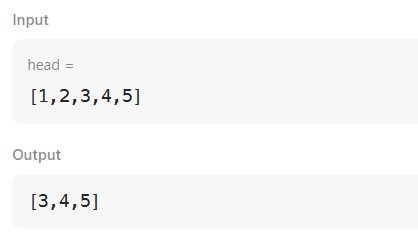 Input
head =
[1,2,3,4,5]
Output
[3,4,5]